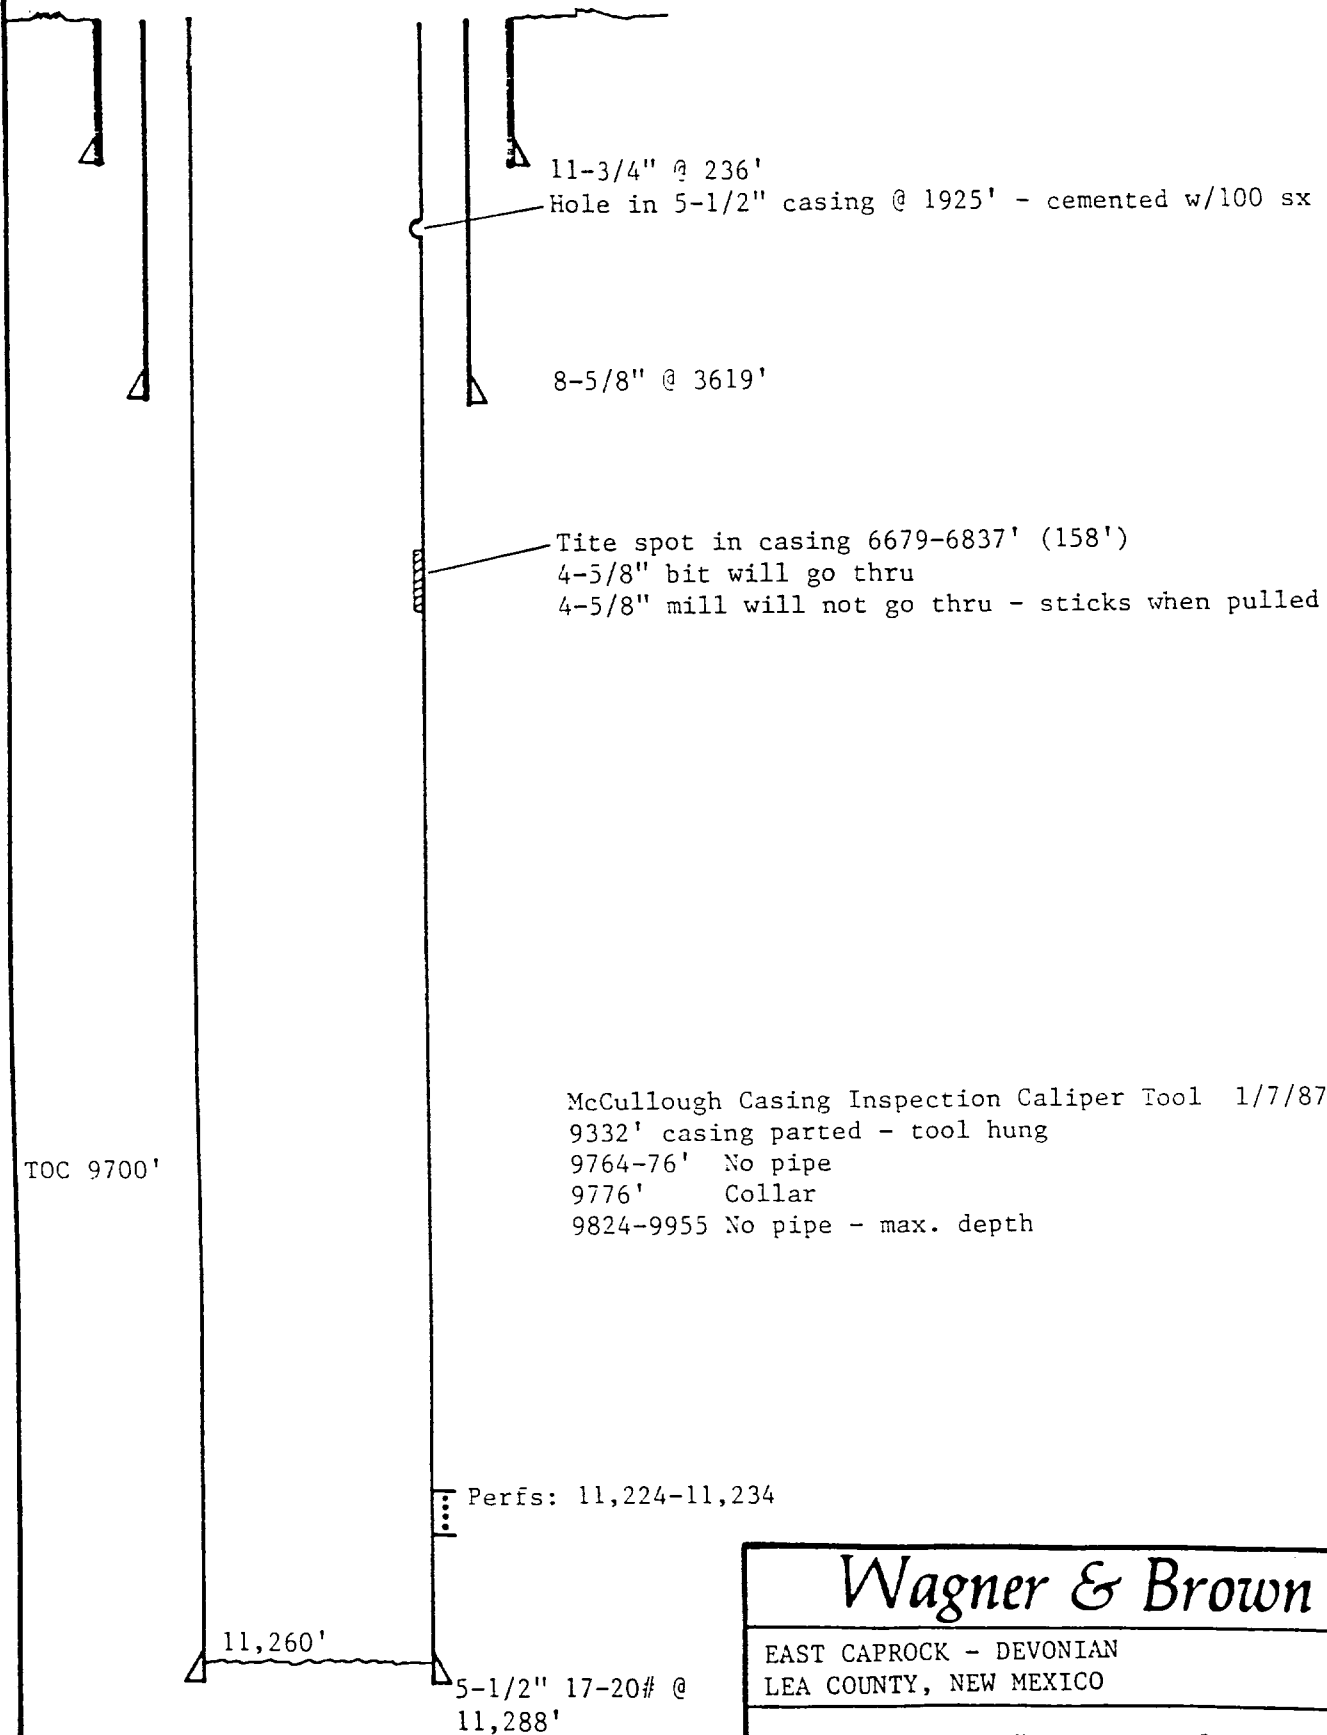 11-3/4" @ 236'
Hole in 5-1/2" casing @ 1925' - cemented w/100 sx
8-5/8" @ 3619'
Tite spot in casing 6679-6837' (158')
4-5/8" bit will go thru
4-5/8" mill will not go thru - sticks when pulled
McCullough Casing Inspection Caliper Tool 1/7/87
9332' casing parted - tool hung
TOC 9700'
9764-76' No pipe
9776' Collar
9824-9955 No pipe - max. depth
Perfs: 11,224-11,234
11,260'
5-1/2" 17-20# @
11,288'
Wagner & Brown
EAST CAPROCK - DEVONIAN
LEA COUNTY, NEW MEXICO